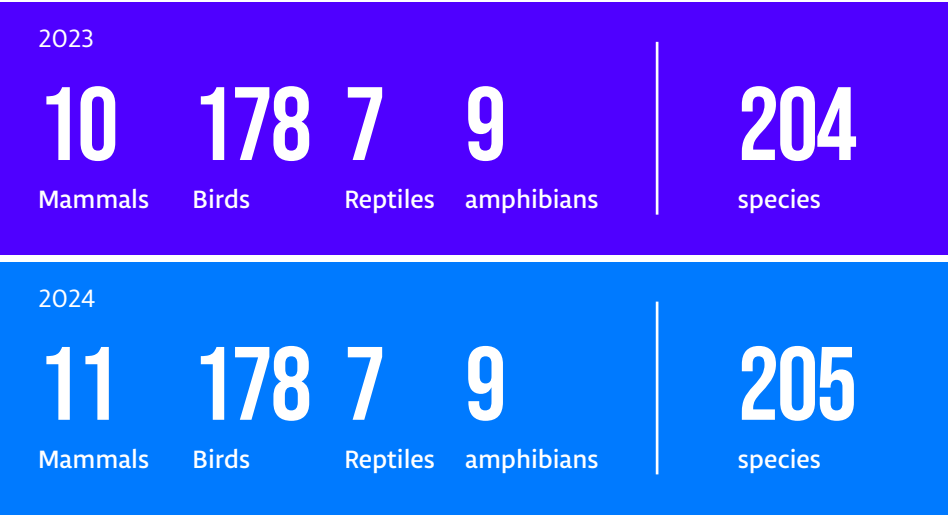 2023
10 178 7 9 204
Mammals Birds Reptiles amphibians species
2024
11 178 7 9 205
Mammals Birds Reptiles amphibians species